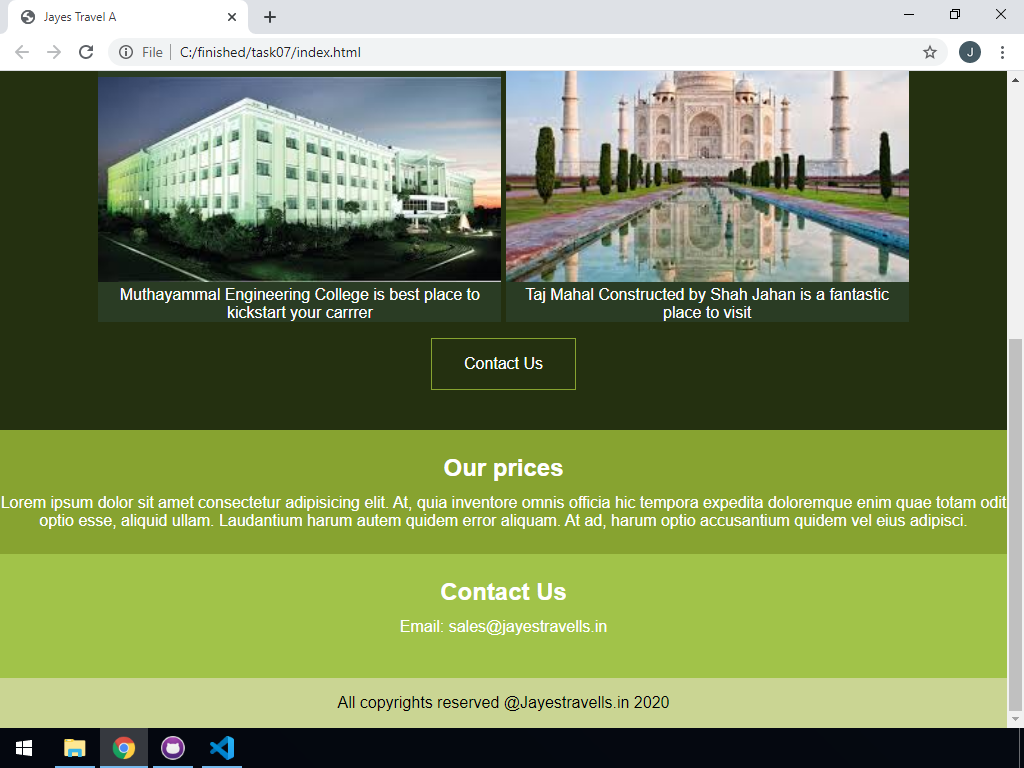 Jayes Travel A
File
C:/finished/task07/index.html
J
Muthayammal Engineering College is best place to
kickstart your carrrer
Taj Mahal Constructed by Shah Jahan is a fantastic
place to visit
Contact Us
Our prices
Lorem ipsum dolor sit amet consectetur adipisicing elit. At, quia inventore omnis officia hic tempora expedita doloremque enim quae totam odit
optio esse, aliquid ullam. Laudantium harum autem quidem error aliquam. At ad, harum optio accusantium quidem vel eius adipisci.
Contact Us
Email: sales@jayestravells.in
All copyrights reserved @Jayestravells.in 2020